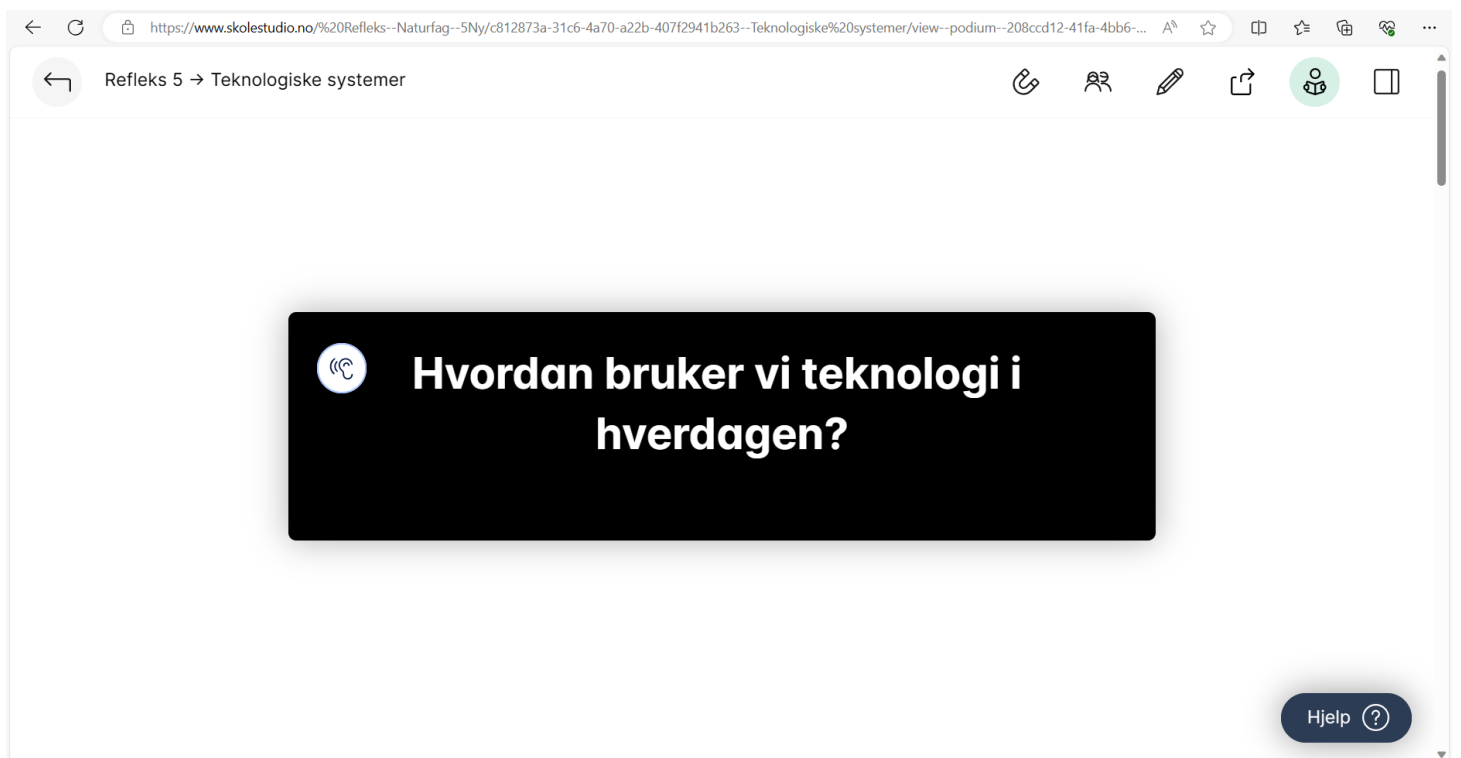 https://www.skolestudio.no/%20Refleks--Naturfag--5Ny/c812873a-31c6-4a70-a22b-407f2941b263--Teknologiske%20systemer/view--podium--208ccd12-41fa-4bb6-...
Refleks 5 → Teknologiske systemer
Hvordan bruker vi teknologi i
hverdagen?
Hjelp ?